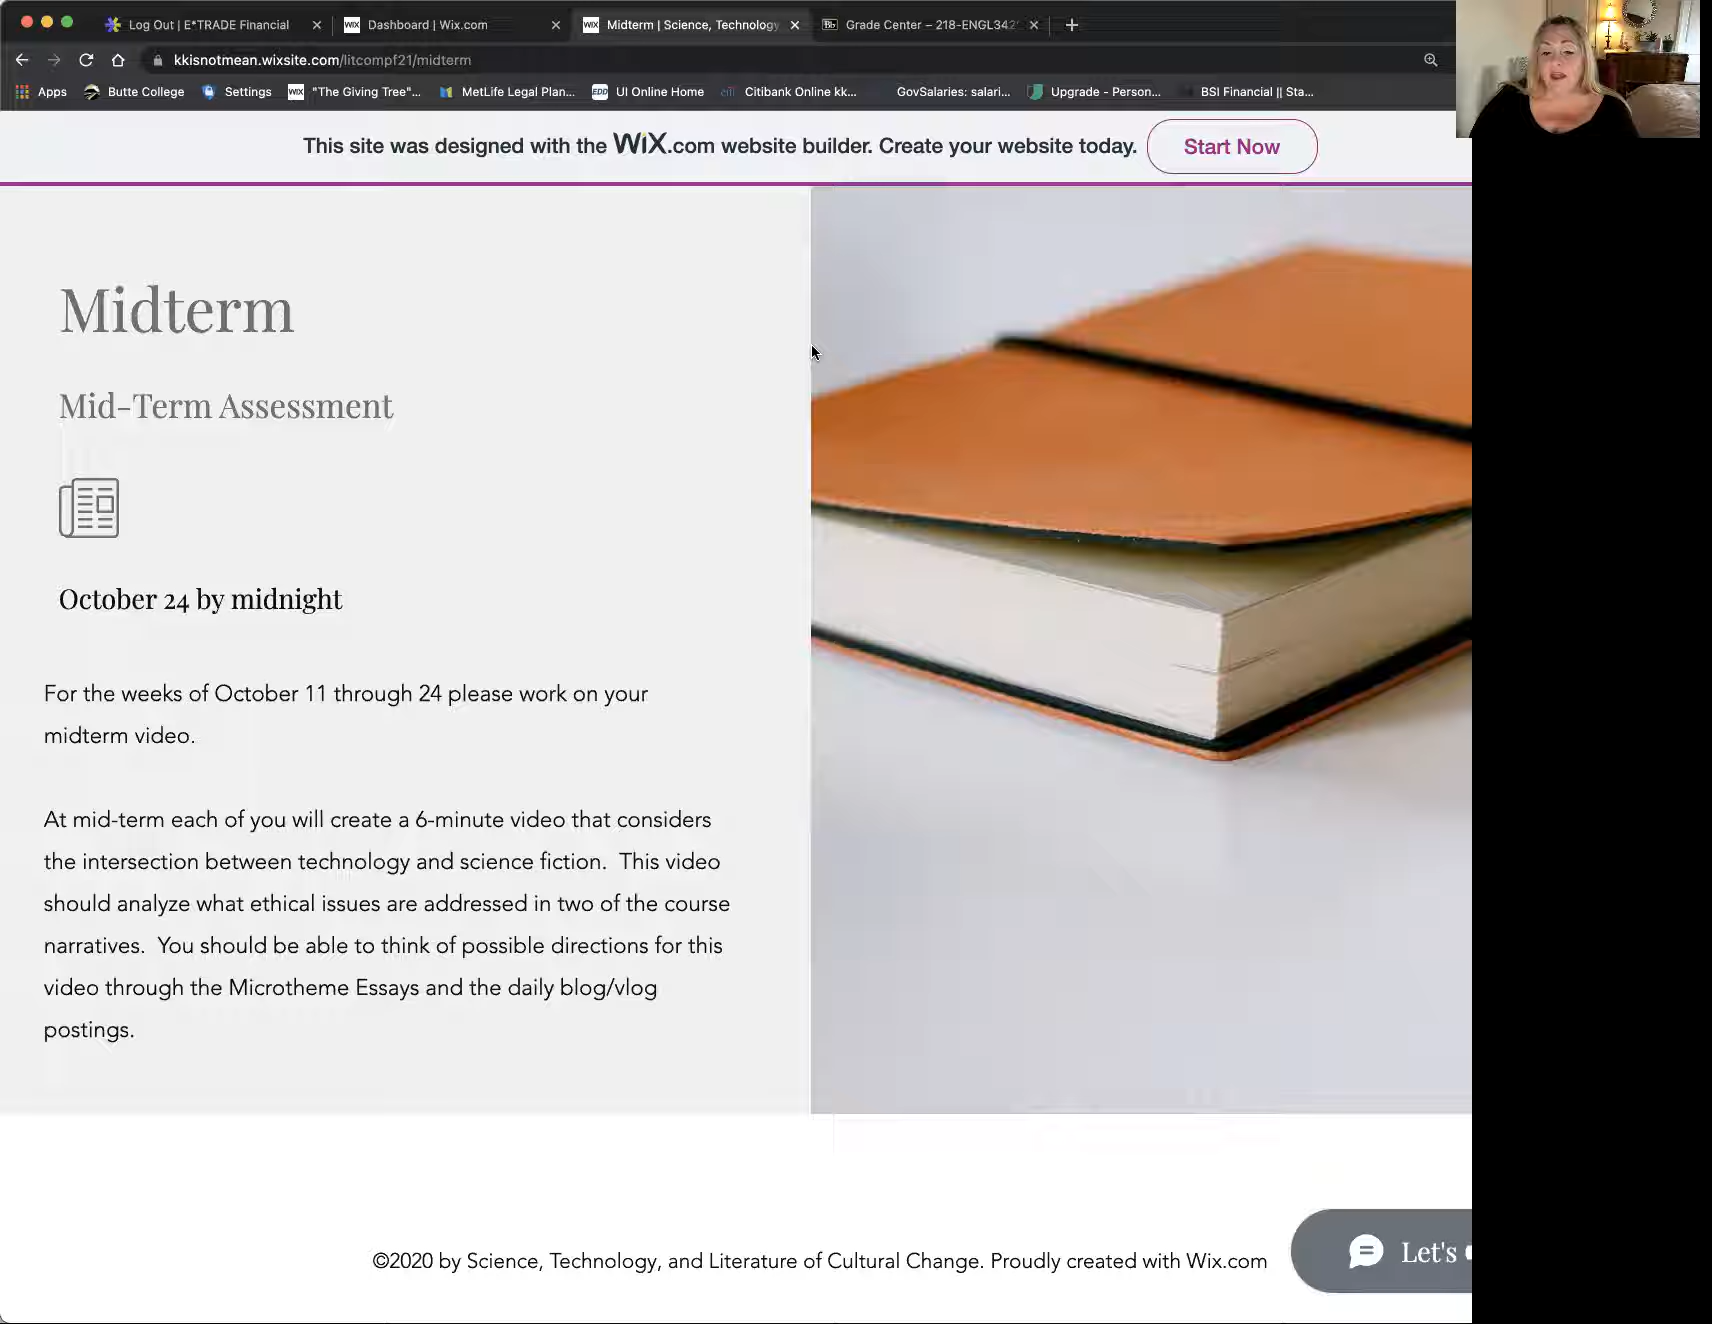 Log Out | E*TRADE Financial
Dashboard | Wix.com
Midterm | Science, Technology
Grade Center – 218-ENGL342
kkisnotmean.wixsite.com/litcompf21/midterm
Apps
Butte College
Settings
"The Giving Tree"...
MetLife Legal Plan...
UI Online Home
Citibank Online kk...
GovSalaries: salari...
Upgrade - Person...
BSI Financial || Sta...
This site was designed with the WiX.com website builder. Create your website today.
Start Now
Midterm
Mid-Term Assessment
October 24 by midnight
For the weeks of October 11 through 24 please work on your
midterm video.
At mid-term each of you will create a 6-minute video that considers
the intersection between technology and science fiction.  This video
should analyze what ethical issues are addressed in two of the course
narratives.  You should be able to think of possible directions for this
video through the Microtheme Essays and the daily blog/vlog
postings.
©2020 by Science, Technology, and Literature of Cultural Change. Proudly created with Wix.com
Let's